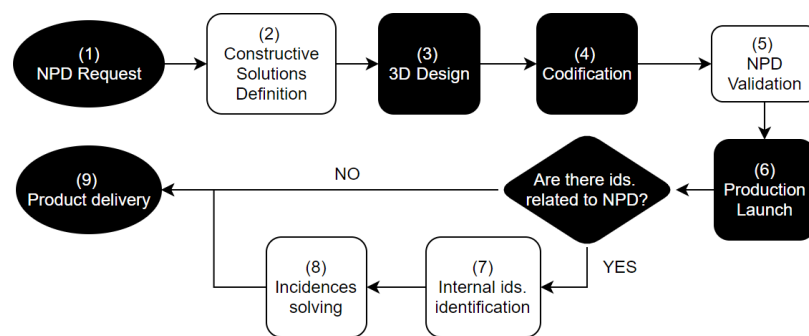 (1)
NPD Request
(2)
Constructive
Solutions
Definition
(3)
3D Design
(4)
Codification
(5)
NPD
Validation
(6)
Production
Launch
Are there ids.
related to NPD?
NO
YES
(7)
Internal ids.
identification
(8)
Incidences
solving
(9)
Product delivery